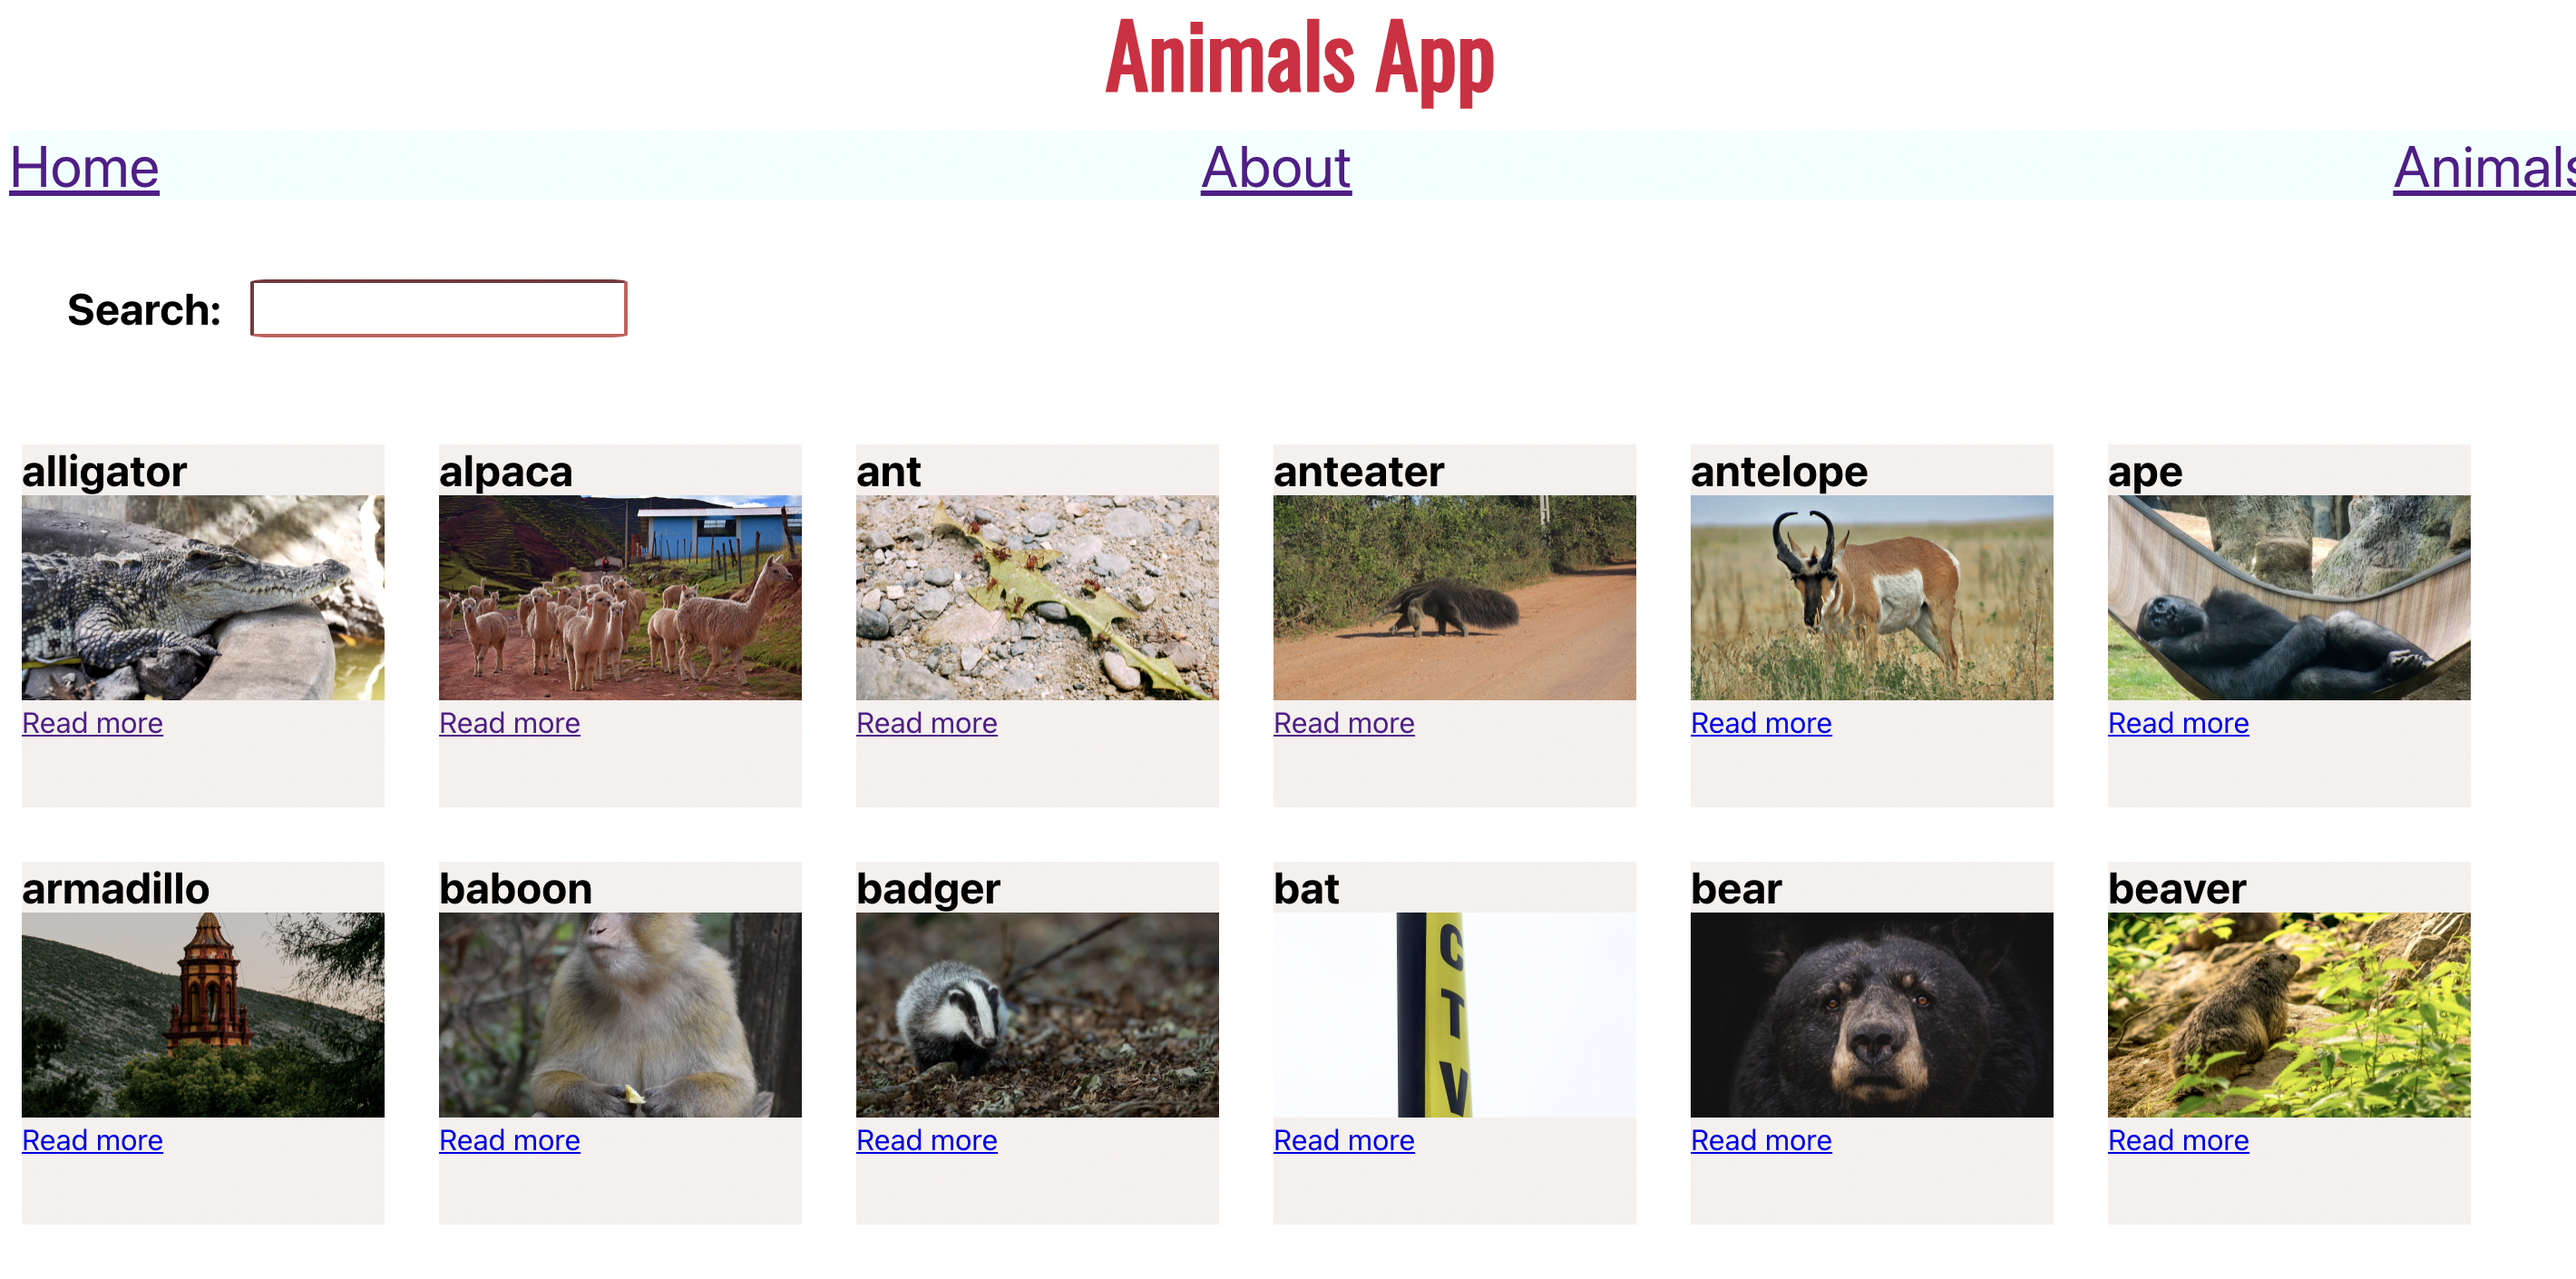 Animals App
Home About Animals
Search:
alligator alpaca ant anteater antelope ape
Read more Read more Read more Read more Read more Read more
armadillo baboon badger bat bear beaver
C
T
V
Read more Read more Read more Read more Read more Read more